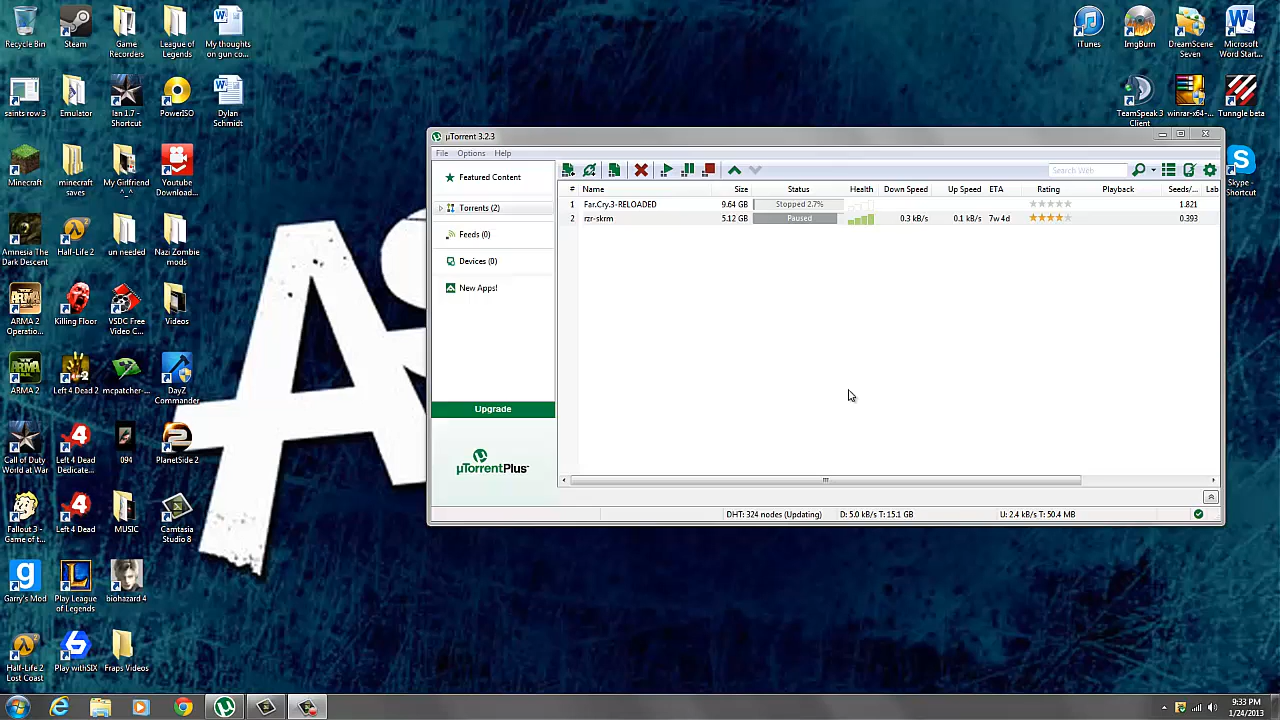 Recycle Bin
Steam
Game
Recorders
League of
Legends
My thoughts
on gun co...
iTunes
ImgBurn
DreamScene
Seven
Microsoft
Word Start...
saints row 3
Emulator
Ian 1.7 -
Shortcut
PowerISO
Dylan
Schmidt
TeamSpeak 3
Client
winrar-x64-...
Tunngle beta
Minecraft
minecraft
saves
My Girlfriend
^_^
Youtube
Download...
Skype -
Shortcut
Amnesia The
Dark Descent
Half-Life 2
un needed
Nazi Zombie
mods
ARMA 2
Operatio...
Killing Floor
VSDC Free
Video C...
Videos
ARMA 2
Left 4 Dead 2
mcpatcher-...
DayZ
Commander
Call of Duty
World at War
Left 4 Dead
Dedicate...
094
PlanetSide 2
Fallout 3 -
Game of t...
Left 4 Dead
MUSIC
Camtasia
Studio 8
Garry's Mod
Play League
of Legends
biohazard 4
Half-Life 2
Lost Coast
Play withSIX
Fraps Videos
µTorrent 3.2.3
File Options Help
Search Web
Featured Content
Torrents (2)
Feeds (0)
Devices (0)
New Apps!
Upgrade
µTorrentPlus
# Name Size Status Health Down Speed Up Speed ETA Rating Playback Seeds/... Lab
1 Far.Cry.3-RELOADED 9.64 GB Stopped 2.7% 1.821
2 rzr-skrm 5.12 GB Paused 0.3 kB/s 0.1 kB/s 7w 4d 0.393
DHT: 324 nodes (Updating) D: 5.0 kB/s T: 15.1 GB U: 2.4 kB/s T: 50.4 MB
9:33 PM
1/24/2013